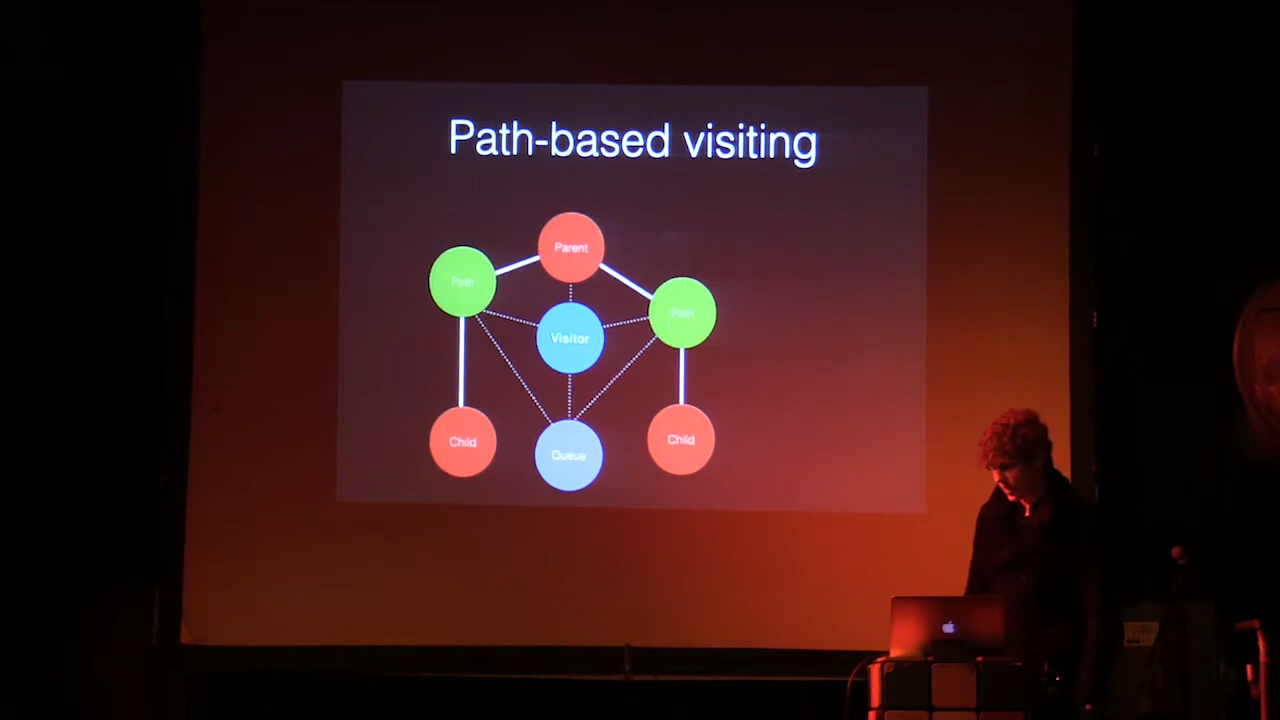 Path-based visiting
Parent
Path
Path
Visitor
Child
Queue
Child